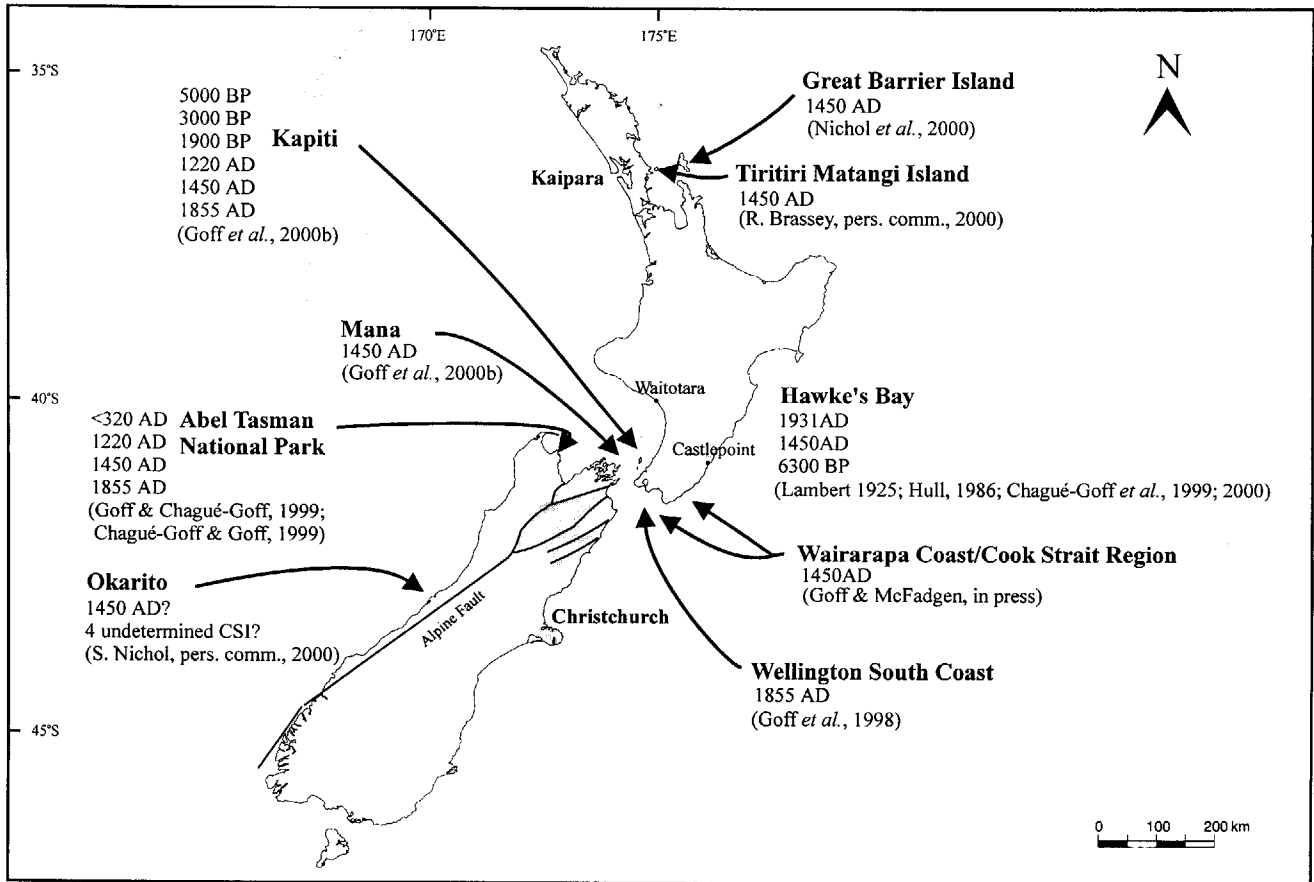 170°E
175°E
35°S
40°S
45°S
N
5000 BP
3000 BP
1900 BP
1220 AD
1450 AD
1855 AD
(Goff et al., 2000b)
Kapiti
Great Barrier Island
1450 AD
(Nichol et al., 2000)
Kaipara
Tiritiri Matangi Island
1450 AD
(R. Brassey, pers. comm., 2000)
Mana
1450 AD
(Goff et al., 2000b)
Waitotara
Castlepoint
Hawke's Bay
1931AD
1450AD
6300 BP
(Lambert 1925; Hull, 1986; Chagué-Goff et al., 1999; 2000)
<320 AD
1220 AD
1450 AD
1855 AD
Abel Tasman
National Park
(Goff & Chagué-Goff, 1999;
Chagué-Goff & Goff, 1999)
Wairarapa Coast/Cook Strait Region
1450AD
(Goff & McFadgen, in press)
Okarito
1450 AD?
4 undetermined CSI?
(S. Nichol, pers. comm., 2000)
Alpine Fault
Christchurch
Wellington South Coast
1855 AD
(Goff et al., 1998)
0 100 200 km